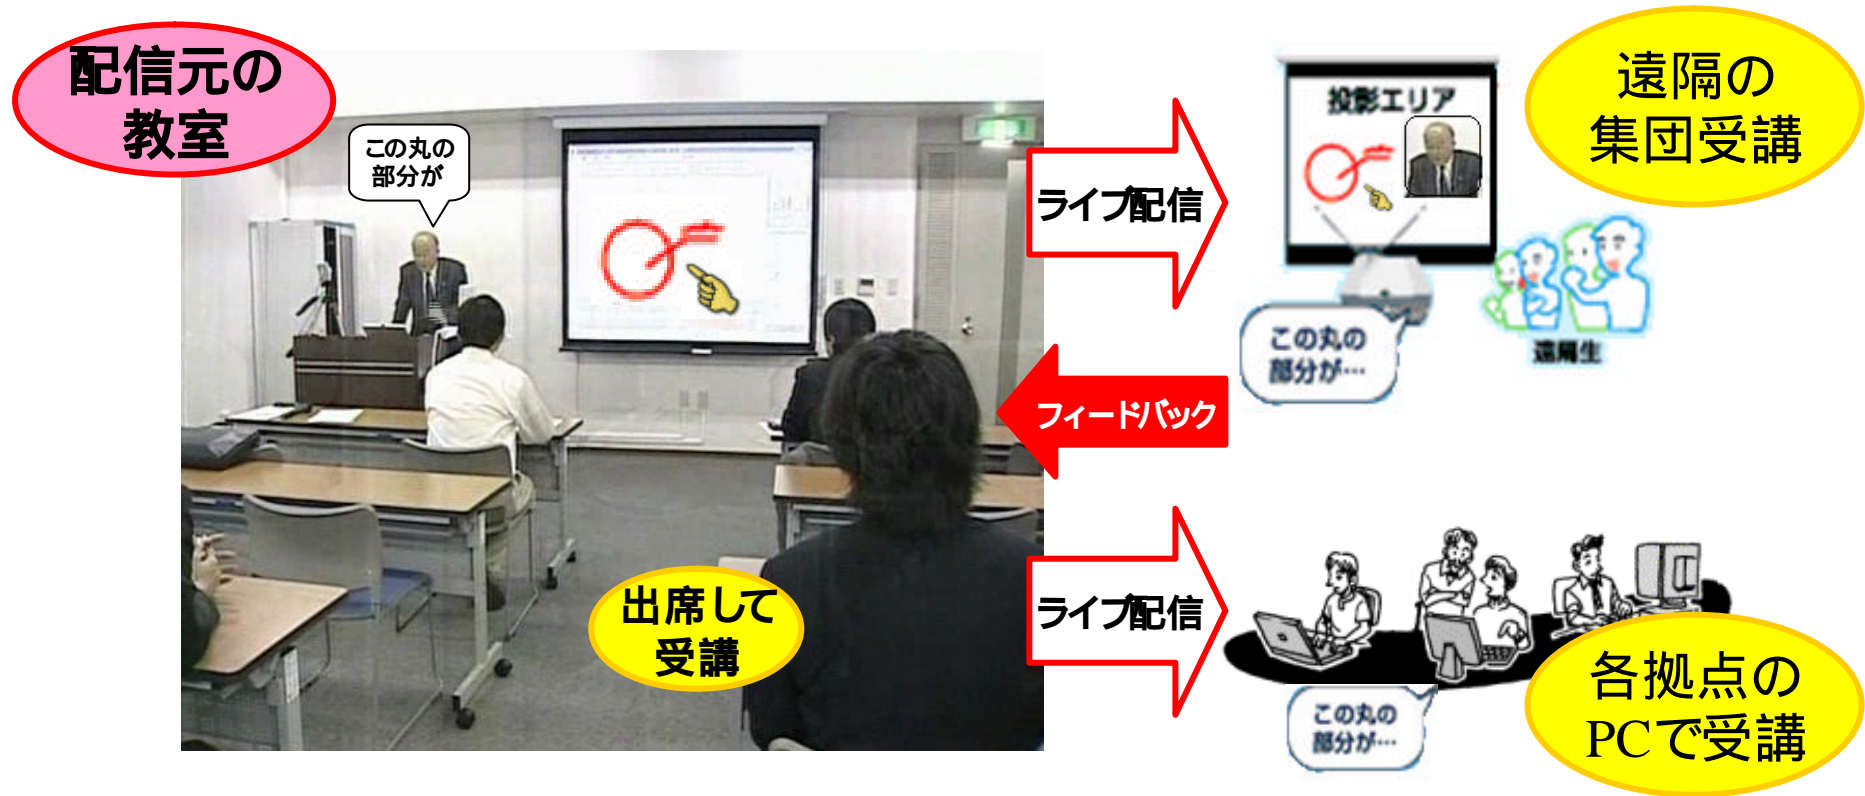 配信元の
教室
この丸の
部分が
出席して
受講
ライブ配信
フィードバック
ライブ配信
投影エリア
遠隔の
集団受講
遠隔生
この丸の
部分が…
各拠点の
PCで受講
この丸の
部分が…